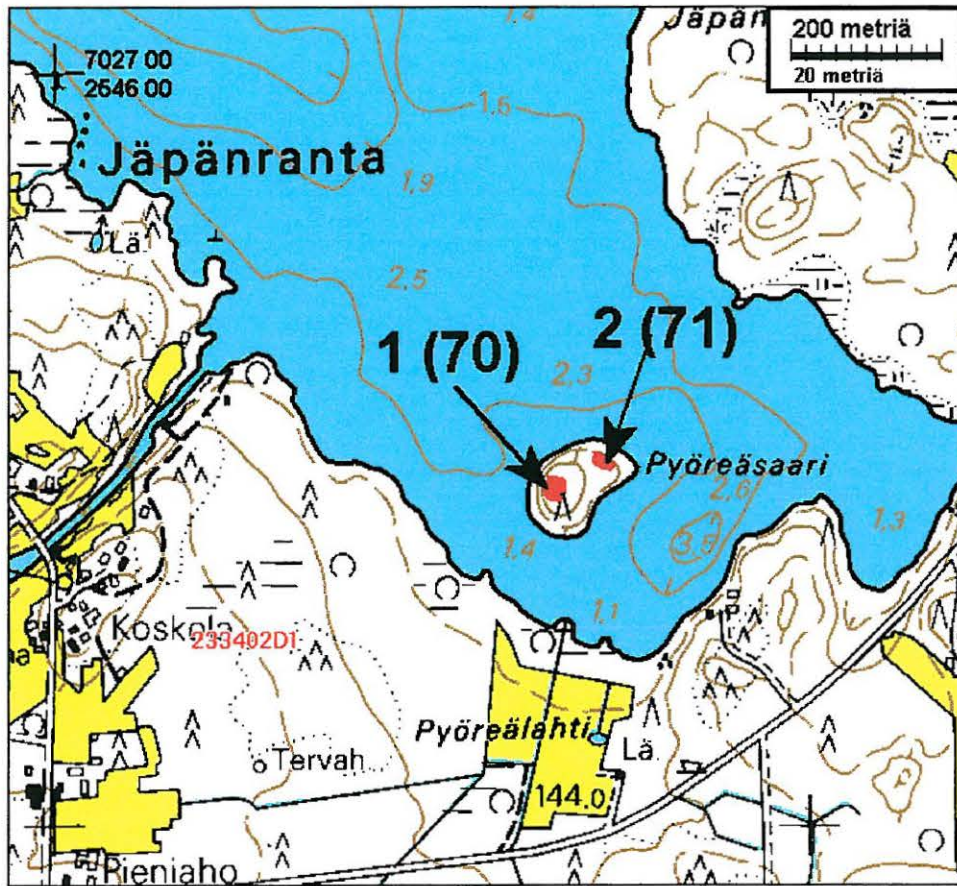 1,4
Jäpän
200 metriä
20 metriä
7027 00
2646 00
1,5
Jäpänranta
1,9
Lä
2,5
1 (70)
2 (71)
2,3
Pyöreäsaari
2,6
1,4
3,5
1,3
1,1
Koskela
233402D1
Pyöreälahti
Lä
Tervah
144.0
Pieniaho